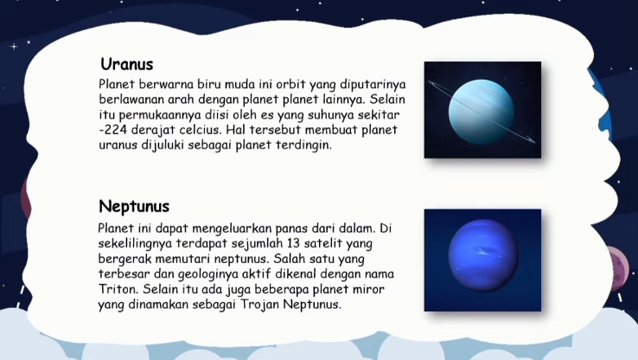 Uranus
Planet berwarna biru muda ini orbit yang diputarinya
berlawanan arah dengan planet planet lainnya. Selain
itu permukaannya diisi oleh es yang suhunya sekitar
-224 derajat celcius. Hal tersebut membuat planet
uranus dijuluki sebagai planet terdingin.
Neptunus
Planet ini dapat mengeluarkan panas dari dalam. Di
sekelilingnya terdapat sejumlah 13 satelit yang
bergerak memutari neptunus. Salah satu yang
terbesar dan geologinya aktif dikenal dengan nama
Triton. Selain itu ada juga beberapa planet miror
yang dinamakan sebagai Trojan Neptunus.